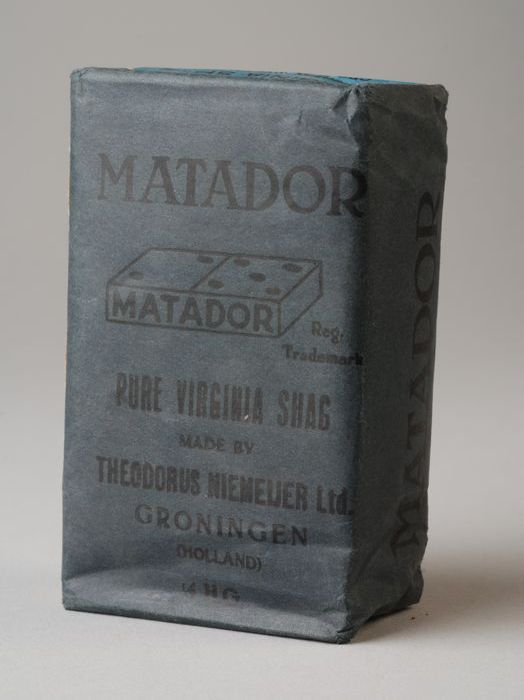 MATADOR
MATADOR
Reg.
Trademark
PURE VIRGINIA SHAG
MADE BY
THEODORUS NIEMEIJER Ltd.
GRONINGEN
(HOLLAND)
MATADOR